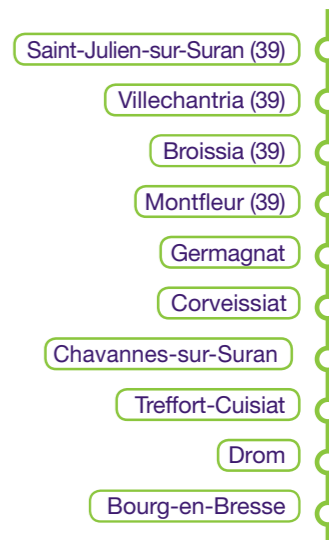 Saint-Julien-sur-Suran (39)
Villechantria (39)
Broissia (39)
Montfleur (39)
Germagnat
Corveissiat
Chavannes-sur-Suran
Treffort-Cuisiat
Drom
Bourg-en-Bresse